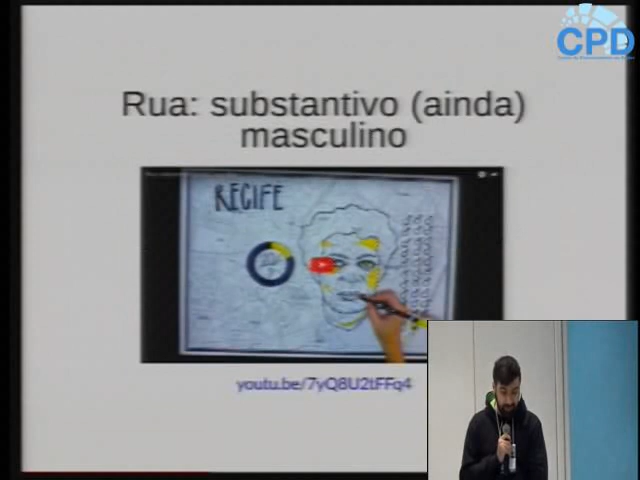 CPD
Rua: substantivo (ainda)
masculino
RECIFE
youtu.be/7yQ8U2tFFq4